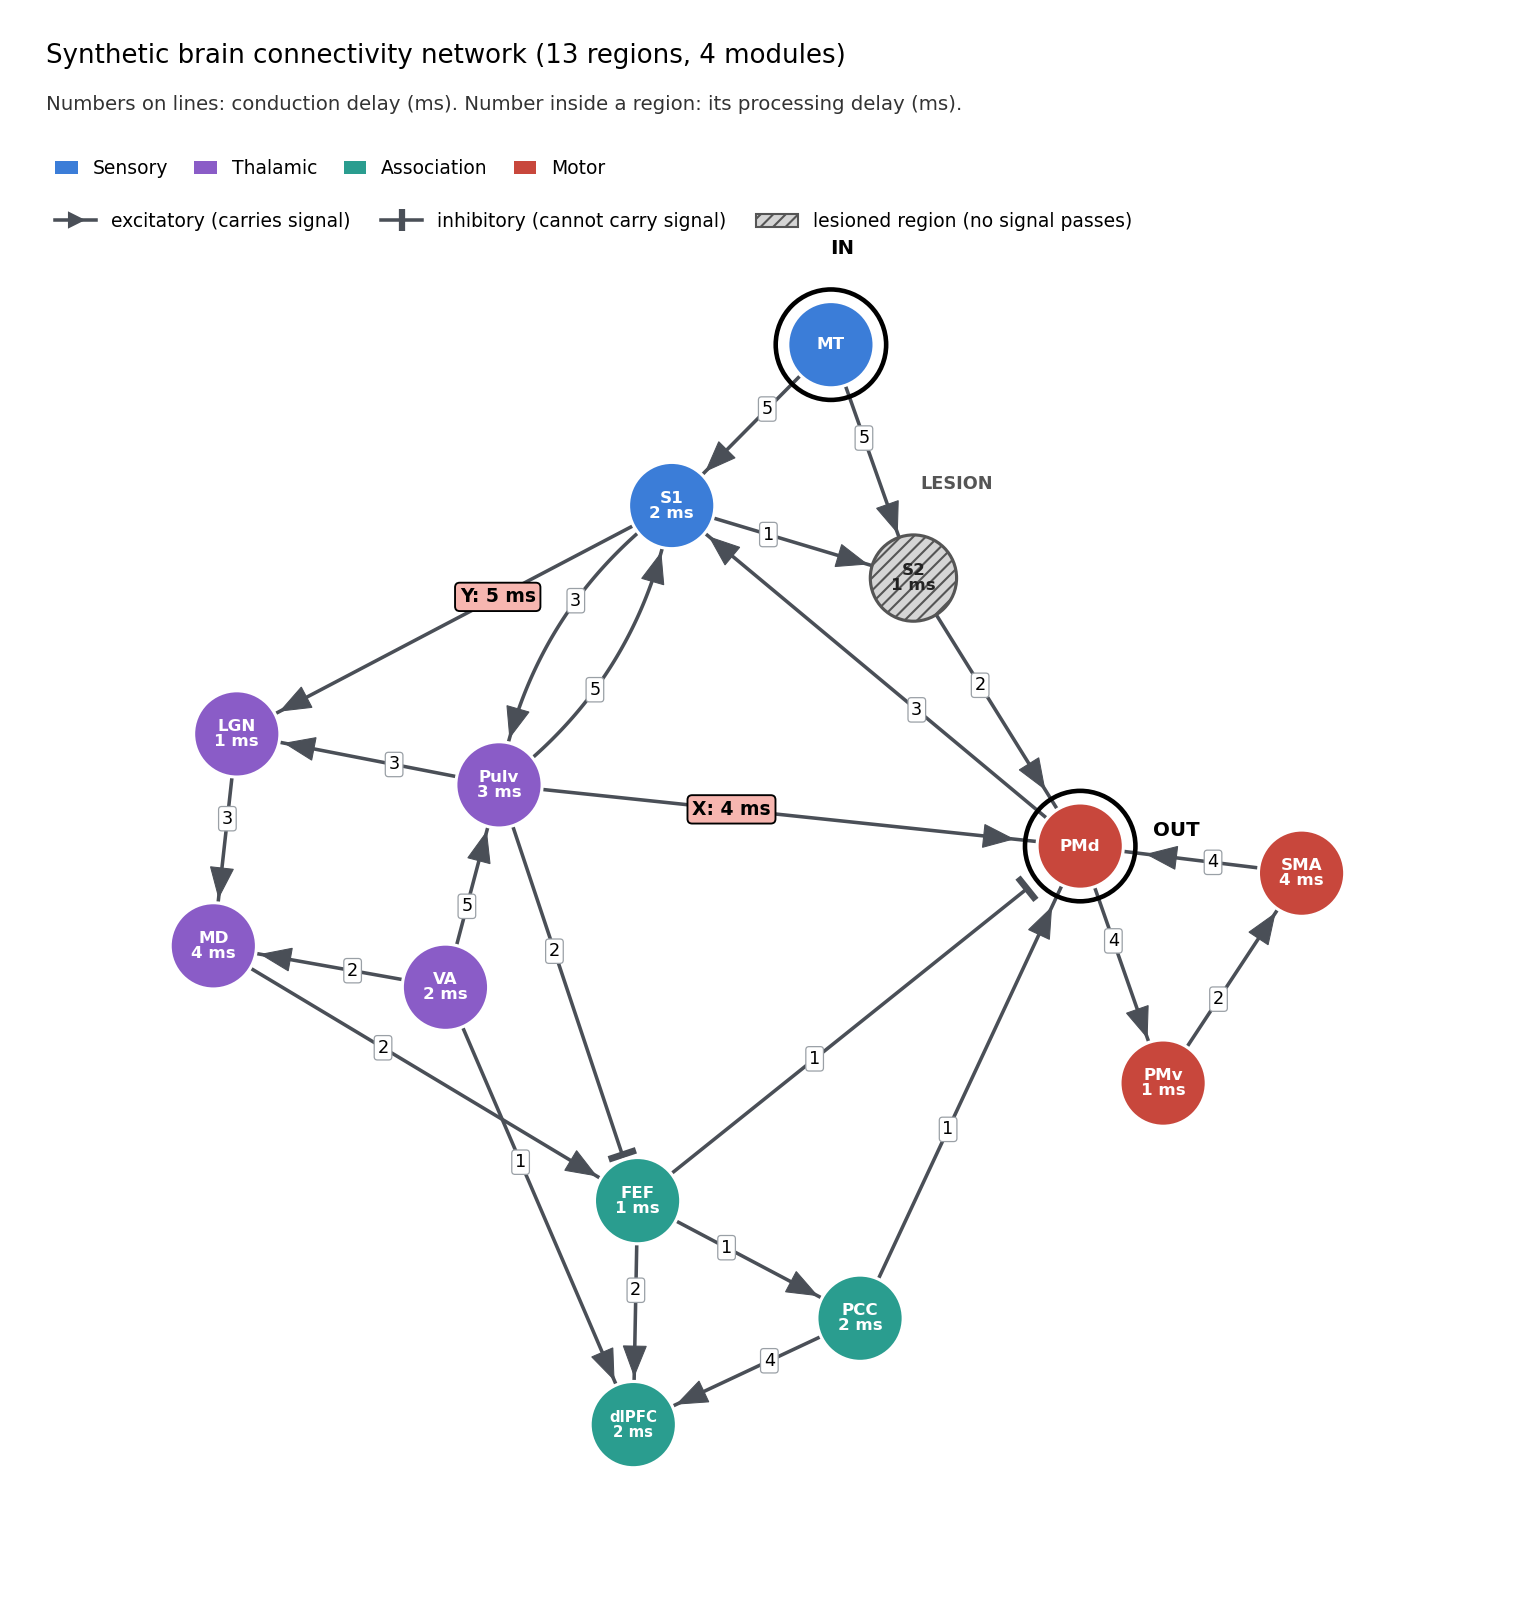 Synthetic brain connectivity network (13 regions, 4 modules)
Numbers on lines: conduction delay (ms). Number inside a region: its processing delay (ms).
Sensory
Thalamic
Association
Motor
excitatory (carries signal)
inhibitory (cannot carry signal)
lesioned region (no signal passes)
IN
MT
5
5
LESION
S1
2 ms
1
S2
1 ms
Y: 5 ms
3
5
2
3
LGN
1 ms
3
Pulv
3 ms
X: 4 ms
PMd
OUT
4
SMA
4 ms
3
5
2
4
MD
4 ms
2
VA
2 ms
2
2
1
PMv
1 ms
1
1
FEF
1 ms
1
2
PCC
2 ms
4
dlPFC
2 ms